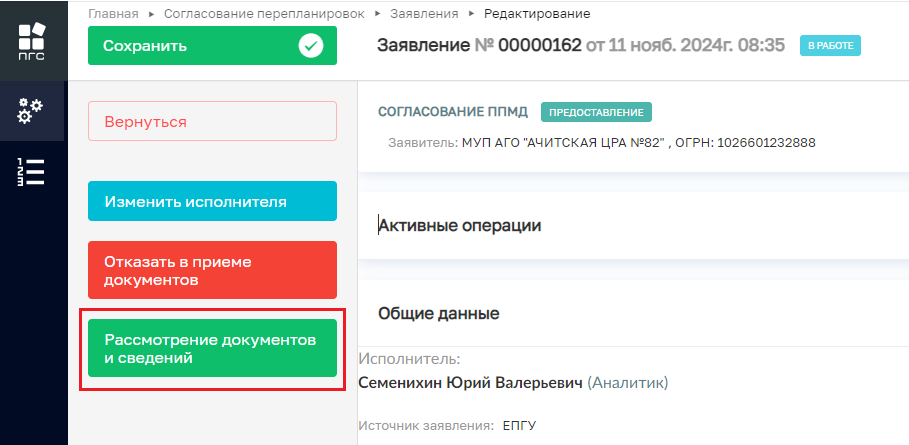 Главная ▸ Согласование перепланировок ▸ Заявления ▸ Редактирование
ПГС
Сохранить
Заявление № 00000162 от 11 нояб. 2024г. 08:35 В РАБОТЕ
Вернуться
СОГЛАСОВАНИЕ ППМД ПРЕДОСТАВЛЕНИЕ
Заявитель: МУП АГО "АЧИТСКАЯ ЦРА №82" , ОГРН: 1026601232888
Изменить исполнителя
Активные операции
Отказать в приеме
документов
Общие данные
Рассмотрение документов
и сведений
Исполнитель:
Семенихин Юрий Валерьевич (Аналитик)
Источник заявления: ЕПГУ